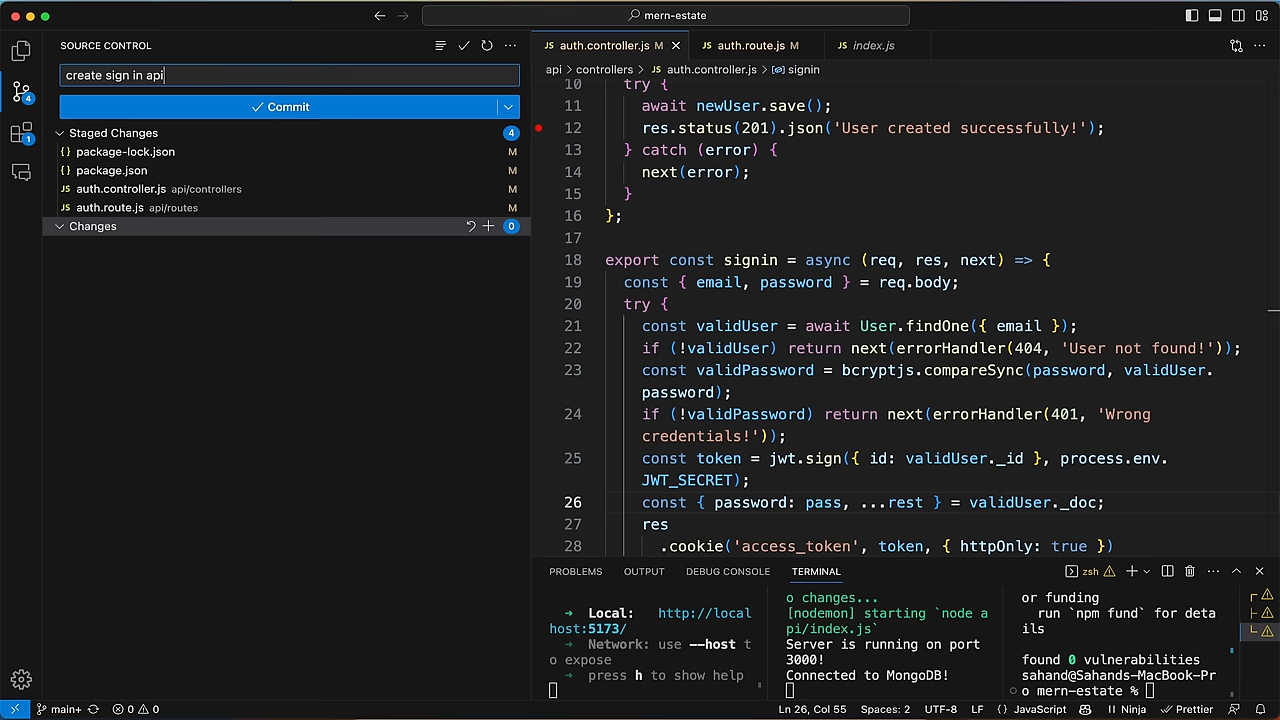 mern-estate
SOURCE CONTROL
create sign in api
Commit
Staged Changes 4
package-lock.json M
package.json M
auth.controller.js api/controllers M
auth.route.js api/routes M
Changes 0
4
1
JS auth.controller.js M
JS auth.route.js M
JS index.js
api > controllers > JS auth.controller.js > signin
10 try {
11 await newUser.save();
12 res.status(201).json('User created successfully!');
13 } catch (error) {
14 next(error);
15 }
16 };
17
18 export const signin = async (req, res, next) => {
19 const { email, password } = req.body;
20 try {
21 const validUser = await User.findOne({ email });
22 if (!validUser) return next(errorHandler(404, 'User not found!'));
23 const validPassword = bcryptjs.compareSync(password, validUser.
password);
24 if (!validPassword) return next(errorHandler(401, 'Wrong
credentials!'));
25 const token = jwt.sign({ id: validUser._id }, process.env.
JWT_SECRET);
26 const { password: pass, ...rest } = validUser._doc;
27 res
28 .cookie('access_token', token, { httpOnly: true })
PROBLEMS OUTPUT DEBUG CONSOLE TERMINAL
zsh
➜ Local: http://local
host:5173/
➜ Network: use --host t
o expose
➜ press h to show help
o changes...
[nodemon] starting `node a
pi/index.js`
Server is running on port
3000!
Connected to MongoDB!
or funding
run `npm fund` for deta
ils
found 0 vulnerabilities
sahand@Sahands-MacBook-Pr
o mern-estate %
main+ 0 0 Ln 26, Col 55 Spaces: 2 UTF-8 LF {} JavaScript Ninja Prettier